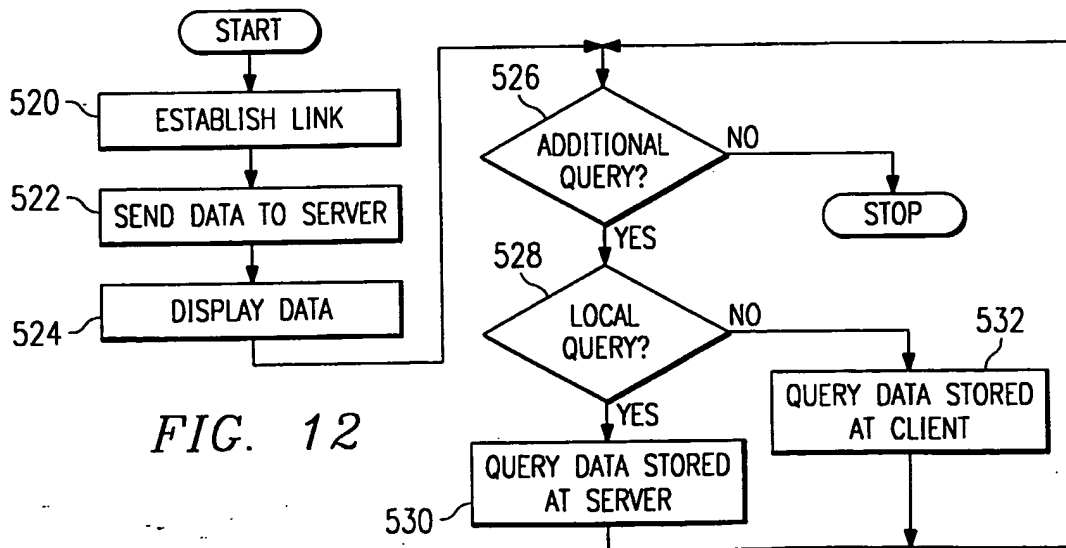 START
520
ESTABLISH LINK
522
SEND DATA TO SERVER
524
DISPLAY DATA
526
ADDITIONAL
QUERY?
NO
STOP
YES
528
LOCAL
QUERY?
NO
532
QUERY DATA STORED
AT CLIENT
YES
QUERY DATA STORED
AT SERVER
530
FIG. 12